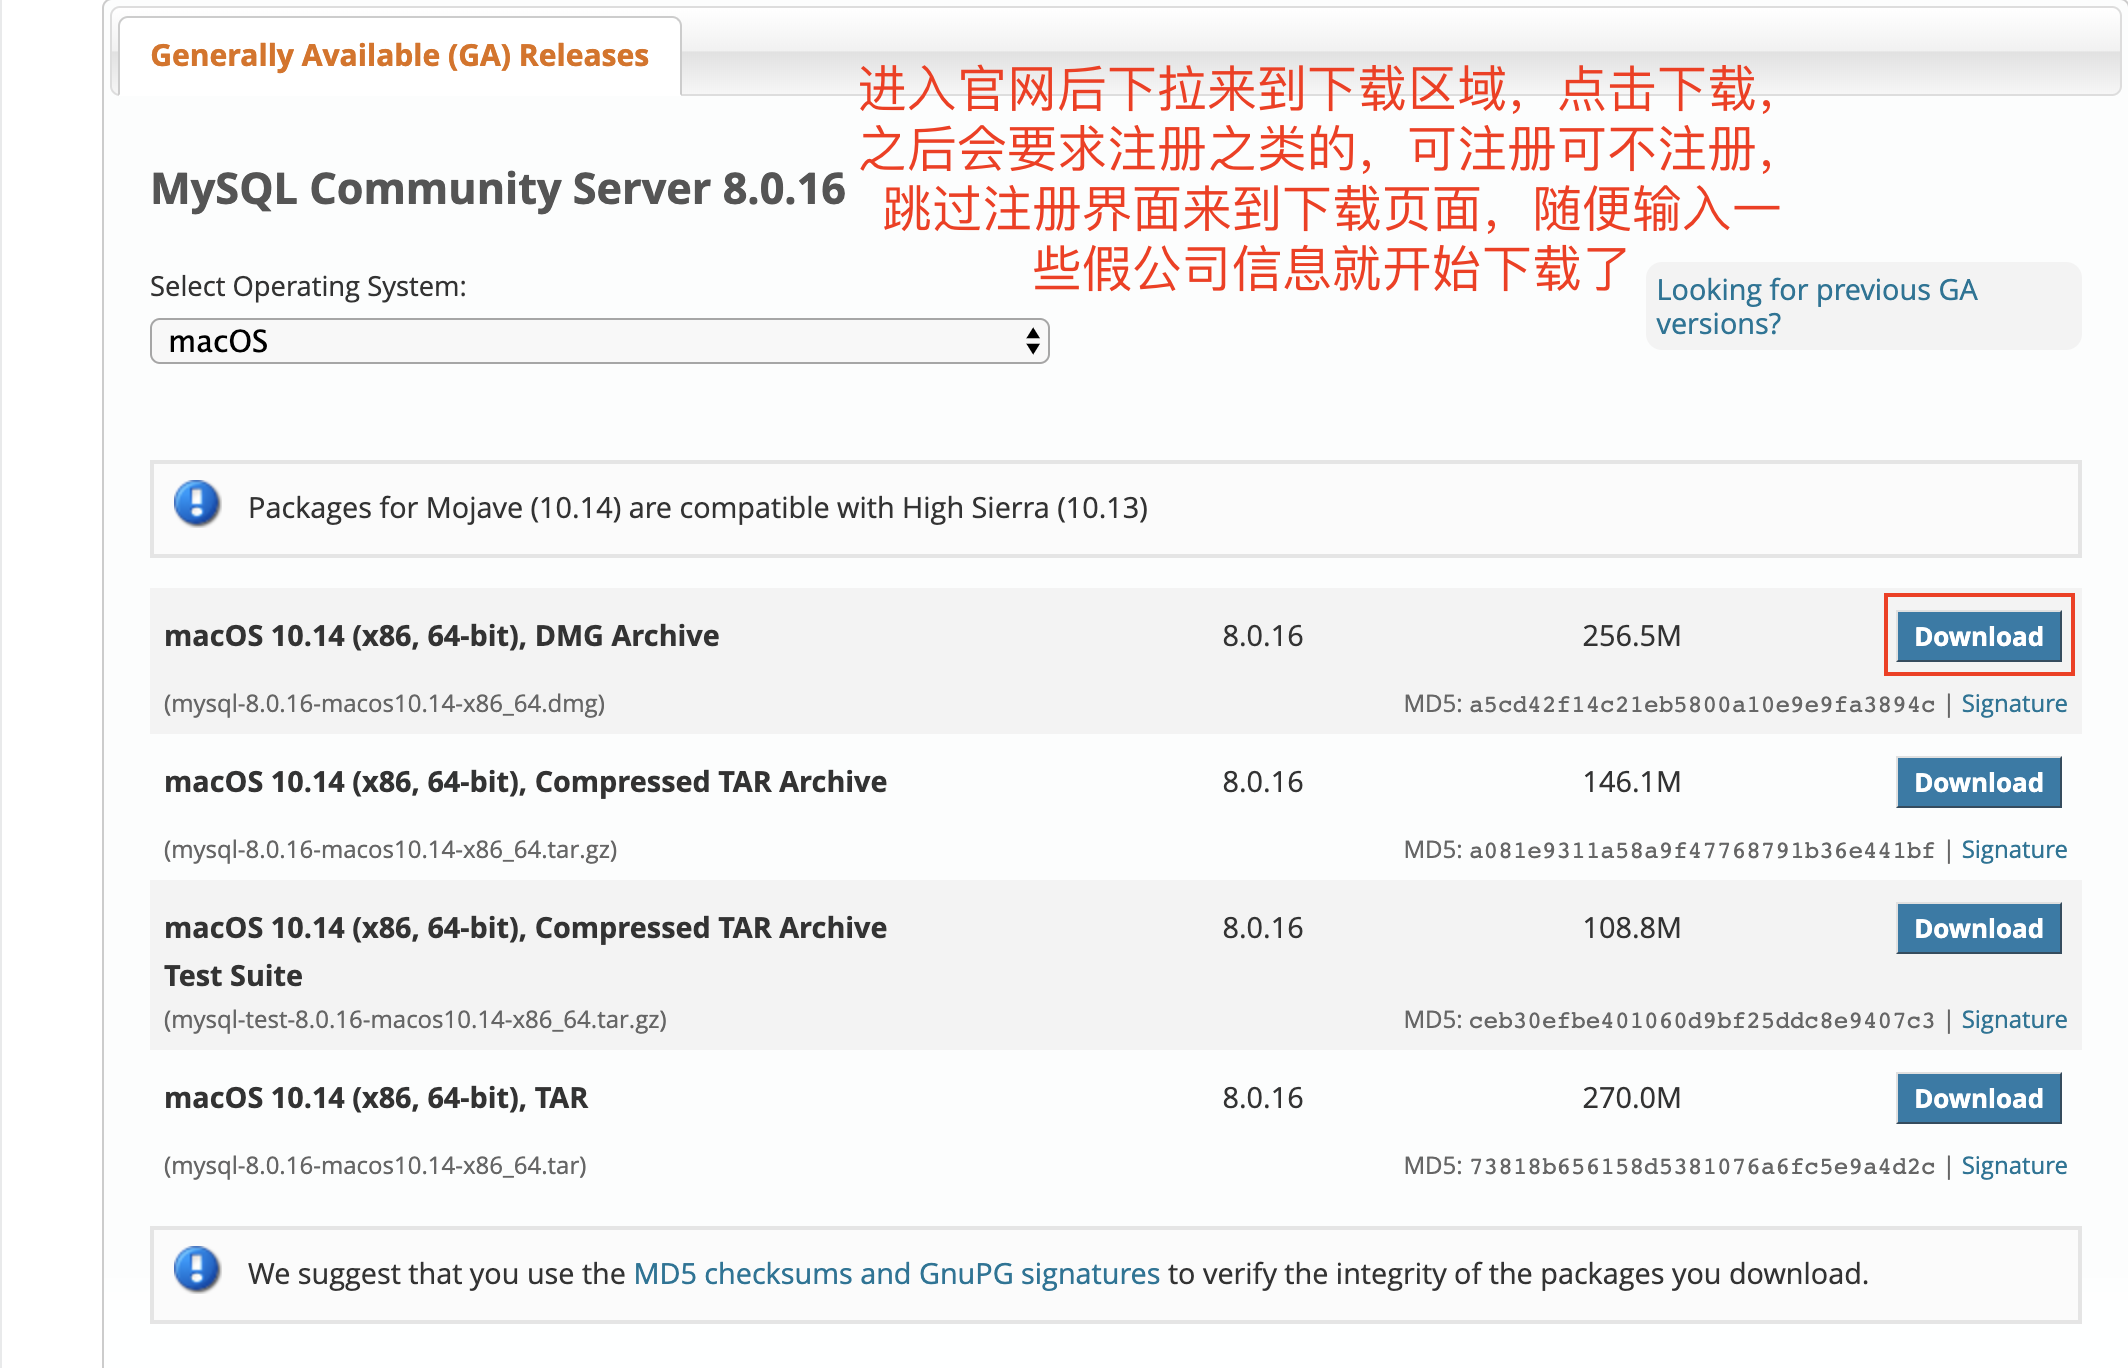 Generally Available (GA) Releases
进入官网后下拉来到下载区域，点击下载，
之后会要求注册之类的，可注册可不注册，
跳过注册界面来到下载页面，随便输入一
些假公司信息就开始下载了
MySQL Community Server 8.0.16
Select Operating System:
macOS
Looking for previous GA
versions?
Packages for Mojave (10.14) are compatible with High Sierra (10.13)
macOS 10.14 (x86, 64-bit), DMG Archive 8.0.16 256.5M Download
(mysql-8.0.16-macos10.14-x86_64.dmg) MD5: a5cd42f14c21eb5800a10e9e9fa3894c | Signature
macOS 10.14 (x86, 64-bit), Compressed TAR Archive 8.0.16 146.1M Download
(mysql-8.0.16-macos10.14-x86_64.tar.gz) MD5: a081e9311a58a9f47768791b36e441bf | Signature
macOS 10.14 (x86, 64-bit), Compressed TAR Archive 8.0.16 108.8M Download
Test Suite
(mysql-test-8.0.16-macos10.14-x86_64.tar.gz) MD5: ceb30efbe401060d9bf25ddc8e9407c3 | Signature
macOS 10.14 (x86, 64-bit), TAR 8.0.16 270.0M Download
(mysql-8.0.16-macos10.14-x86_64.tar) MD5: 73818b656158d5381076a6fc5e9a4d2c | Signature
We suggest that you use the MD5 checksums and GnuPG signatures to verify the integrity of the packages you download.